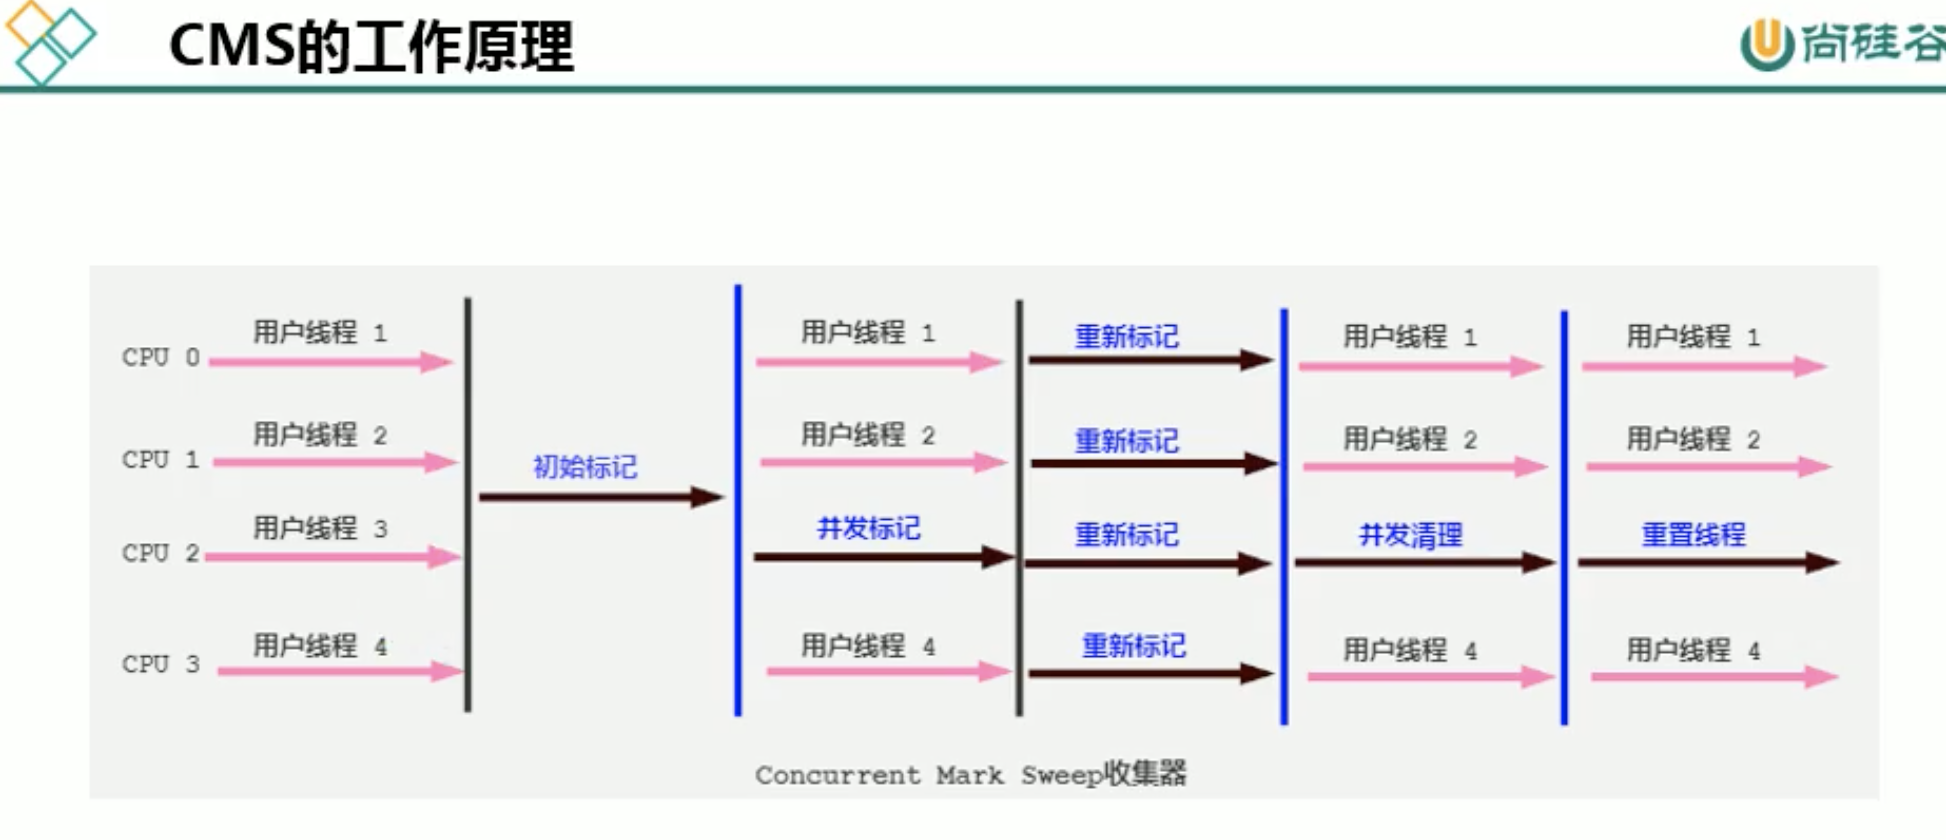 CMS的工作原理
尚硅谷
用户线程 1 用户线程 1 重新标记 用户线程 1 用户线程 1
CPU 0
用户线程 2 用户线程 2 重新标记 用户线程 2 用户线程 2
CPU 1
初始标记
用户线程 3 并发标记 重新标记 并发清理 重置线程
CPU 2
用户线程 4 用户线程 4 重新标记 用户线程 4 用户线程 4
CPU 3
Concurrent Mark Sweep收集器